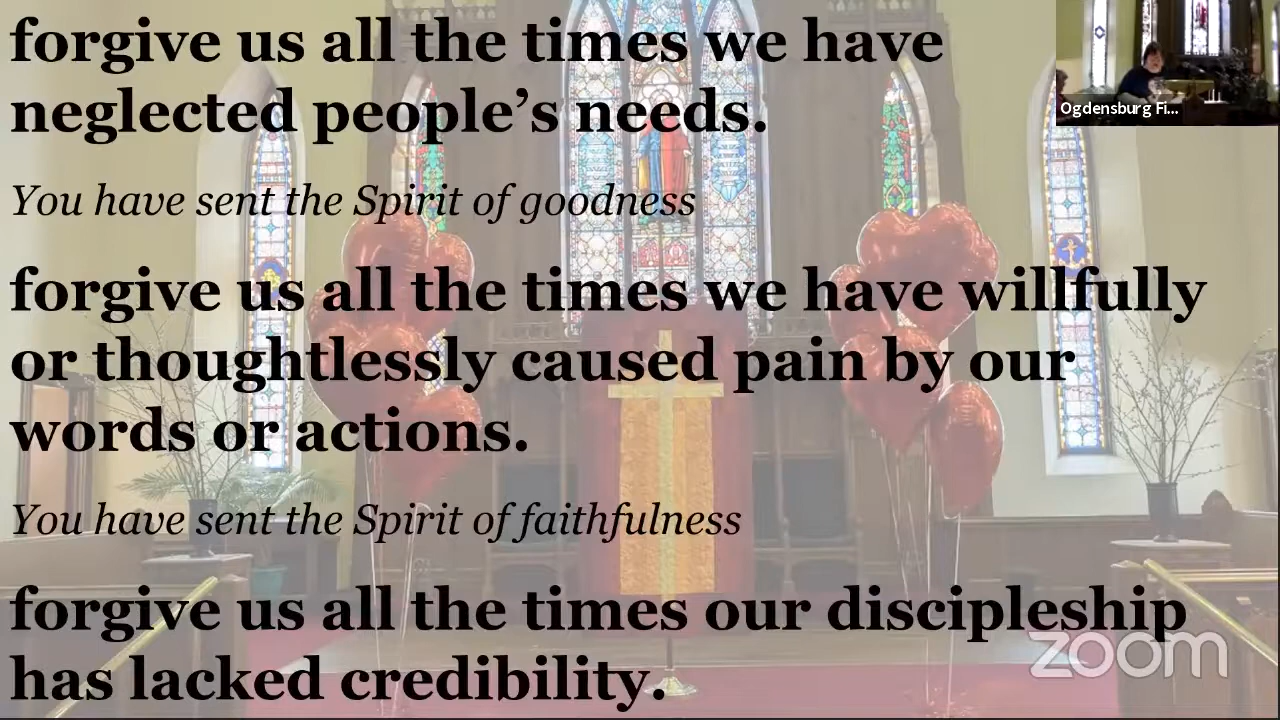 forgive us all the times we have
neglected people’s needs.
You have sent the Spirit of goodness
forgive us all the times we have willfully
or thoughtlessly caused pain by our
words or actions.
You have sent the Spirit of faithfulness
forgive us all the times our discipleship
has lacked credibility.
Ogdensburg Fi...
zoom